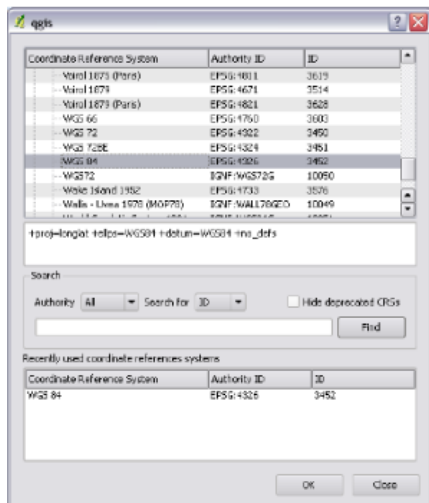 qgis
Coordinate Reference System Authority ID ID
Voirol 1875 (Paris) EPSG:4811 3619
Voirol 1879 EPSG:4671 3514
Voirol 1879 (Paris) EPSG:4821 3628
WGS 66 EPSG:4760 3603
WGS 72 EPSG:4322 3450
WGS 72BE EPSG:4324 3451
WGS 84 EPSG:4326 3452
WGS72 IGNF:WGS72G 10050
Wake Island 1952 EPSG:4733 3576
Wallis - Uvea 1978 (MOP78) IGNF:WALL78GEO 10049
+proj=longlat +ellps=WGS84 +datum=WGS84 +no_defs
Search
Authority All Search for ID Hide deprecated CRSs
Find
Recently used coordinate references systems
Coordinate Reference System Authority ID ID
WGS 84 EPSG:4326 3452
OK Close